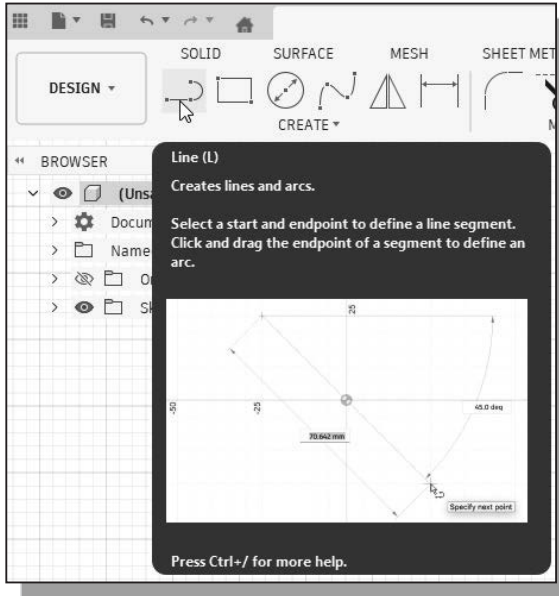 SOLID SURFACE MESH SHEET MET
DESIGN
CREATE
BROWSER
(Unsa
Docum
Name
Or
Sk
Line (L)
Creates lines and arcs.
Select a start and endpoint to define a line segment.
Click and drag the endpoint of a segment to define an
arc.
25
-50
-25
45.0 deg
70.642 mm
Specify next point
Press Ctrl+/ for more help.